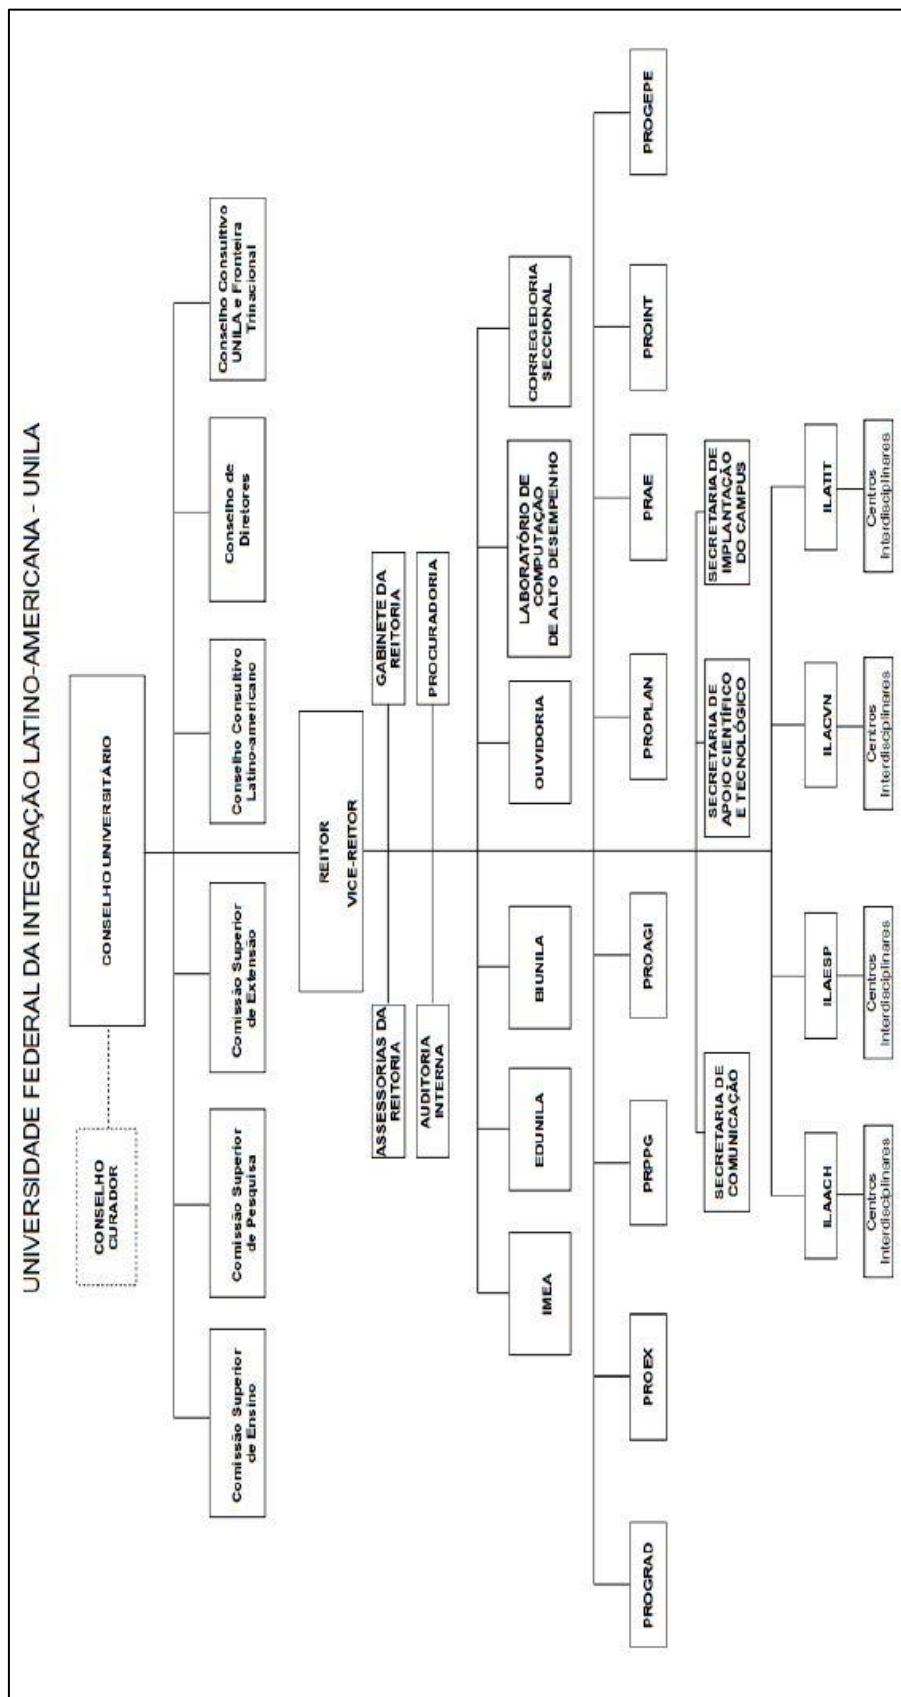 UNIVERSIDADE FEDERAL DA INTEGRAÇÃO LATINO-AMERICANA - UNILA
CONSELHO
CURADOR
CONSELHO UNIVERSITÁRIO
Comissão Superior
de Ensino
Comissão Superior
de Pesquisa
Comissão Superior
de Extensão
Conselho Consultivo
Latino-americano
Conselho de
Diretores
Conselho Consultivo
UNILA e Fronteira
Trinacional
REITOR
VICE-REITOR
ASSESSORIAS DA
REITORIA
GABINETE DA
REITORIA
AUDITORIA
INTERNA
PROCURADORIA
IMEA
EDUNILA
BIUNILA
OUVIDORIA
LABORATÓRIO DE
COMPUTAÇÃO
DE ALTO DESEMPENHO
CORREGEDORIA
SECCIONAL
PROGRAD
PROEX
PRPPG
PROAGI
PROPLAN
PRAE
PROINT
PROGEPE
SECRETARIA DE
COMUNICAÇÃO
SECRETARIA DE
APOIO CIENTÍFICO
E TECNOLÓGICO
SECRETARIA DE
IMPLANTAÇÃO
DO CAMPUS
ILAACH
ILAESP
ILACVN
ILATIT
Centros
Interdisciplinares
Centros
Interdisciplinares
Centros
Interdisciplinares
Centros
Interdisciplinares